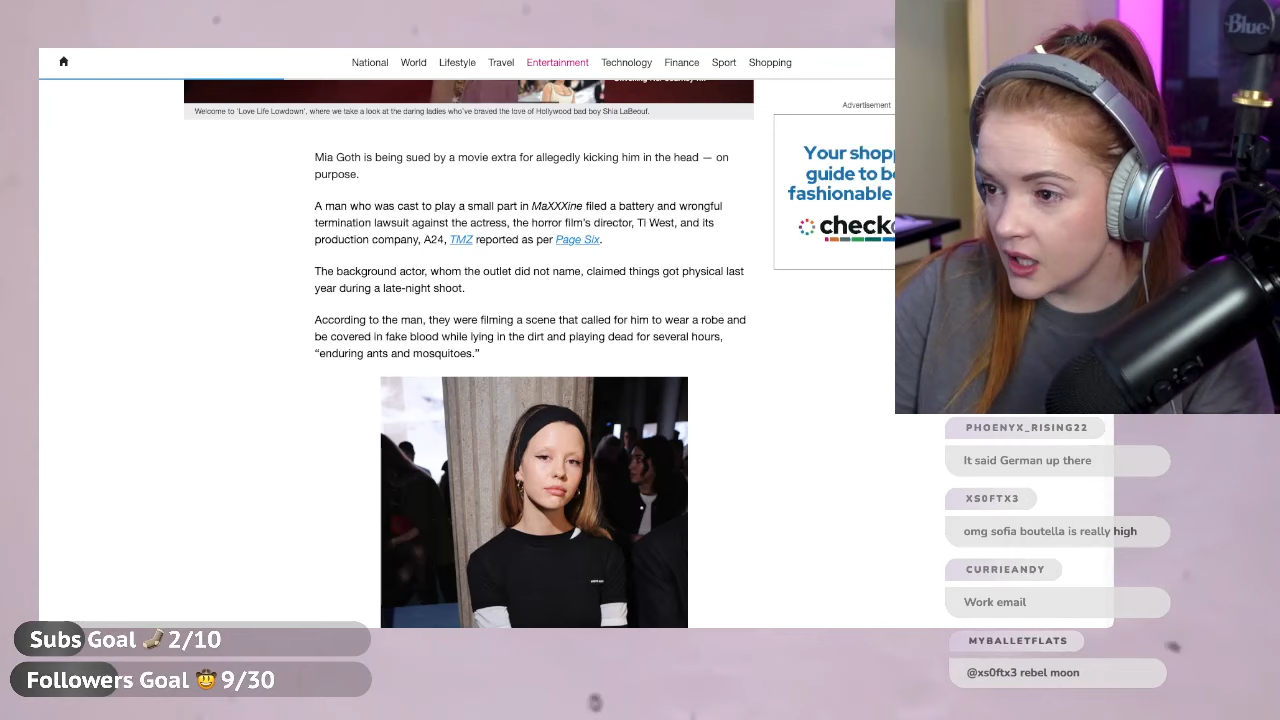 National World Lifestyle Travel Entertainment Technology Finance Sport Shopping
Welcome to 'Love Life Lowdown', where we take a look at the daring ladies who've braved the love of Hollywood bad boy Shia LaBeouf.
Advertisement
Mia Goth is being sued by a movie extra for allegedly kicking him in the head — on
purpose.
A man who was cast to play a small part in MaXXXine filed a battery and wrongful
termination lawsuit against the actress, the horror film's director, Ti West, and its
production company, A24, TMZ reported as per Page Six.
The background actor, whom the outlet did not name, claimed things got physical last
year during a late-night shoot.
According to the man, they were filming a scene that called for him to wear a robe and
be covered in fake blood while lying in the dirt and playing dead for several hours,
“enduring ants and mosquitoes.”
Your
guide to
fashionable
Blue
PHOENYX_RISING22
It said German up there
XS0FTX3
omg sofia boutella is really high
CURRIEANDY
Work email
MYBALLETFLATS
@xs0ftx3 rebel moon
Subs Goal 🧦 2/10
Followers Goal 🤠 9/30